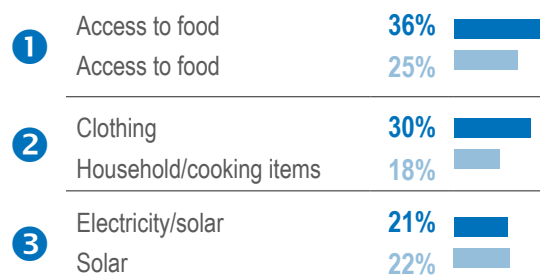 1
Access to food 36%
Access to food 25%
2
Clothing 30%
Household/cooking items 18%
3
Electricity/solar 21%
Solar 22%